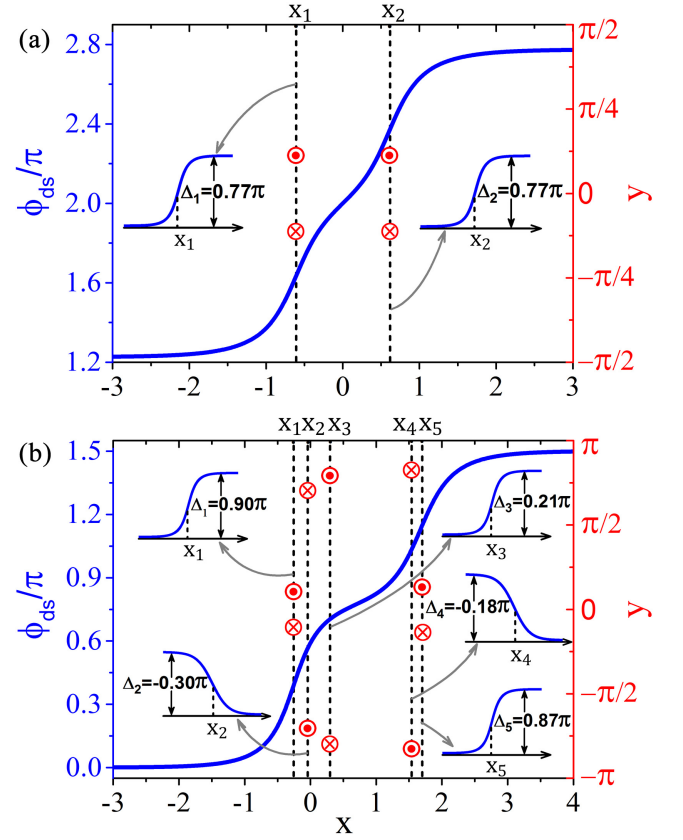 (a)
x₁ x₂
2.8
2.4
2.0
1.6
1.2
ϕds/π
Δ₁=0.77π
x₁
Δ₂=0.77π
x₂
π/2
π/4
0
−π/4
−π/2
y
-3 -2 -1 0 1 2 3
(b)
x₁ x₂ x₃ x₄ x₅
1.5
1.2
0.9
0.6
0.3
0.0
ϕds/π
Δ₁=0.90π
x₁
Δ₂=-0.30π
x₂
Δ₃=0.21π
x₃
Δ₄=-0.18π
x₄
Δ₅=0.87π
x₅
π
π/2
0
−π/2
−π
y
-3 -2 -1 0 1 2 3 4
x